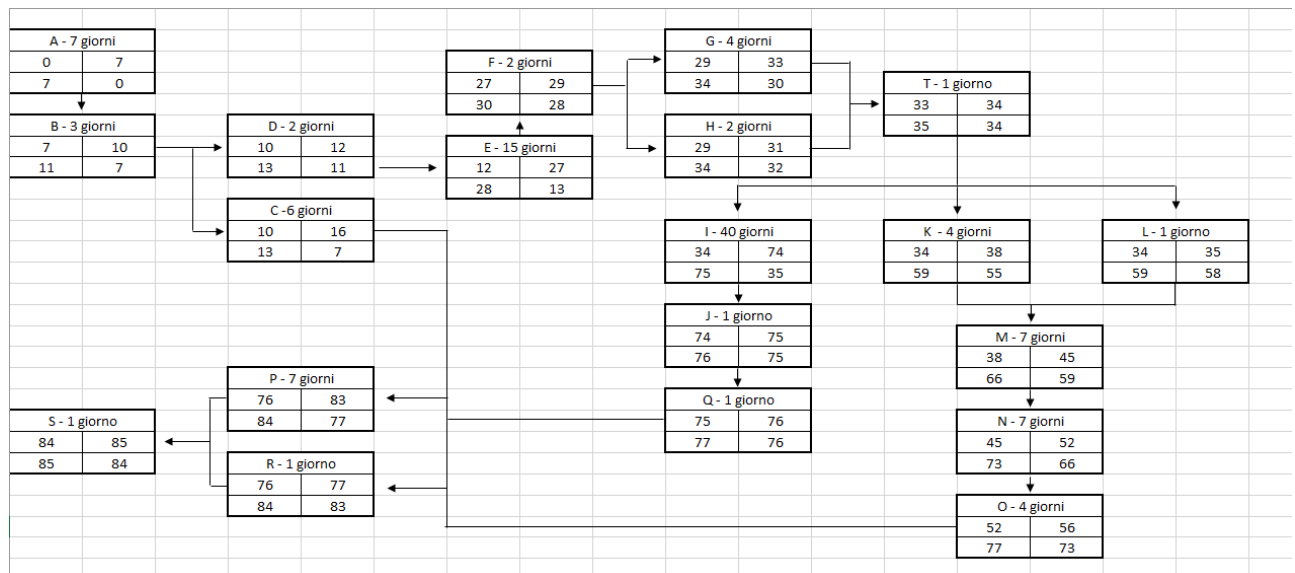 A - 7 giorni
0 7
7 0
B - 3 giorni
7 10
11 7
D - 2 giorni
10 12
13 11
C -6 giorni
10 16
13 7
F - 2 giorni
27 29
30 28
E - 15 giorni
12 27
28 13
G - 4 giorni
29 33
34 30
H - 2 giorni
29 31
34 32
T - 1 giorno
33 34
35 34
I - 40 giorni
34 74
75 35
K - 4 giorni
34 38
59 55
L - 1 giorno
34 35
59 58
J - 1 giorno
74 75
76 75
M - 7 giorni
38 45
66 59
Q - 1 giorno
75 76
77 76
N - 7 giorni
45 52
73 66
O - 4 giorni
52 56
77 73
P - 7 giorni
76 83
84 77
R - 1 giorno
76 77
84 83
S - 1 giorno
84 85
85 84